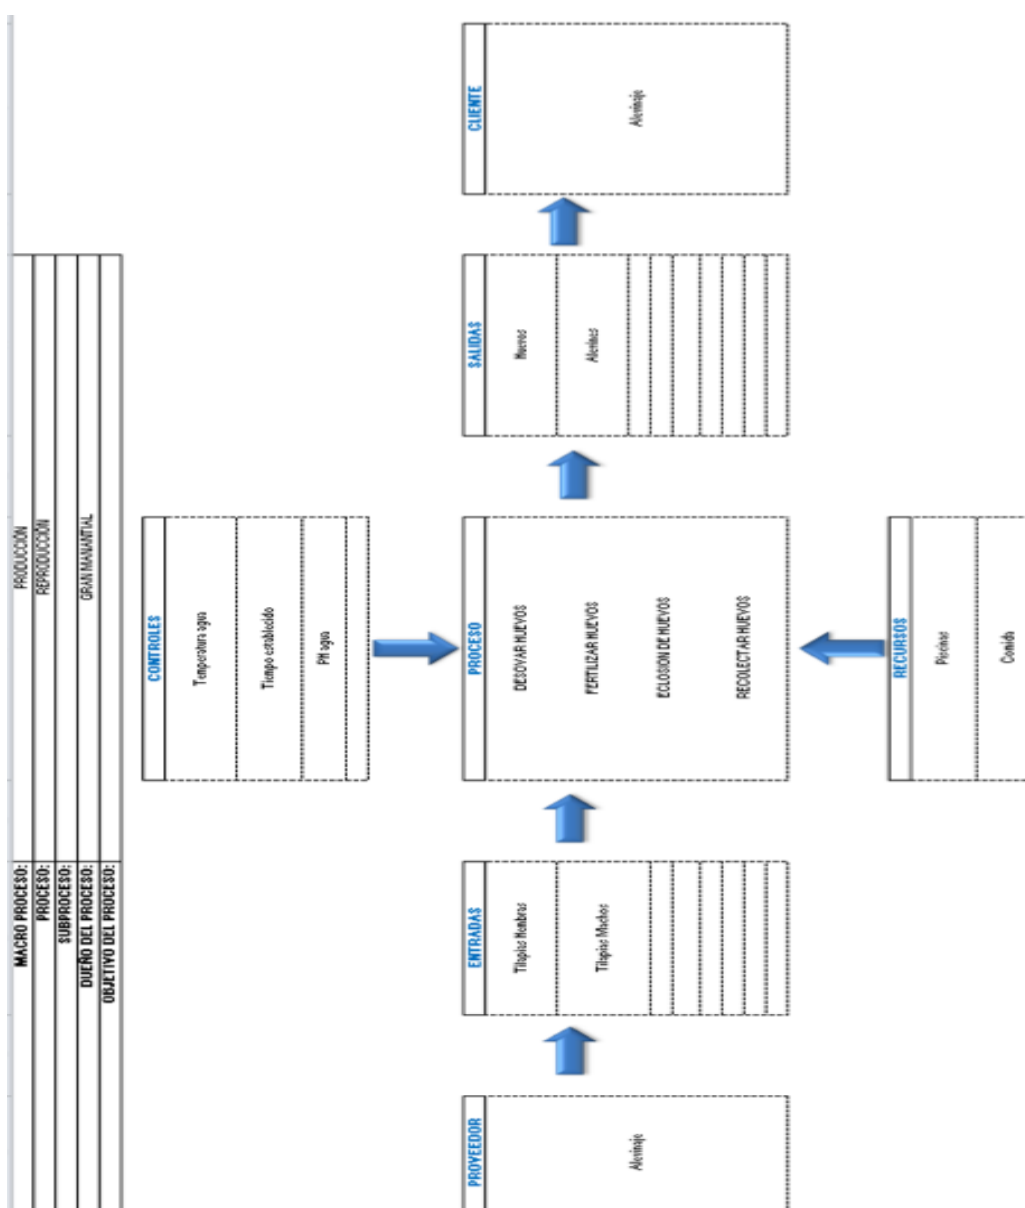 MACRO PROCESO: PRODUCCIÓN
PROCESO: REPRODUCCIÓN
SUBPROCESO:
DUEÑO DEL PROCESO: GRAN MANANTIAL
OBJETIVO DEL PROCESO:
CONTROLES
Temperatura agua
Tiempo establecido
PH agua
PROVEEDOR
Alevinaje
ENTRADAS
Tilapias Hembras
Tilapias Machos
PROCESO
DESOVAR HUEVOS
FERTILIZAR HUEVOS
ECLOSION DE HUEVOS
RECOLECTAR HUEVOS
SALIDAS
Huevos
Alevines
CLIENTE
Alevinaje
RECURSOS
Piscinas
Comida